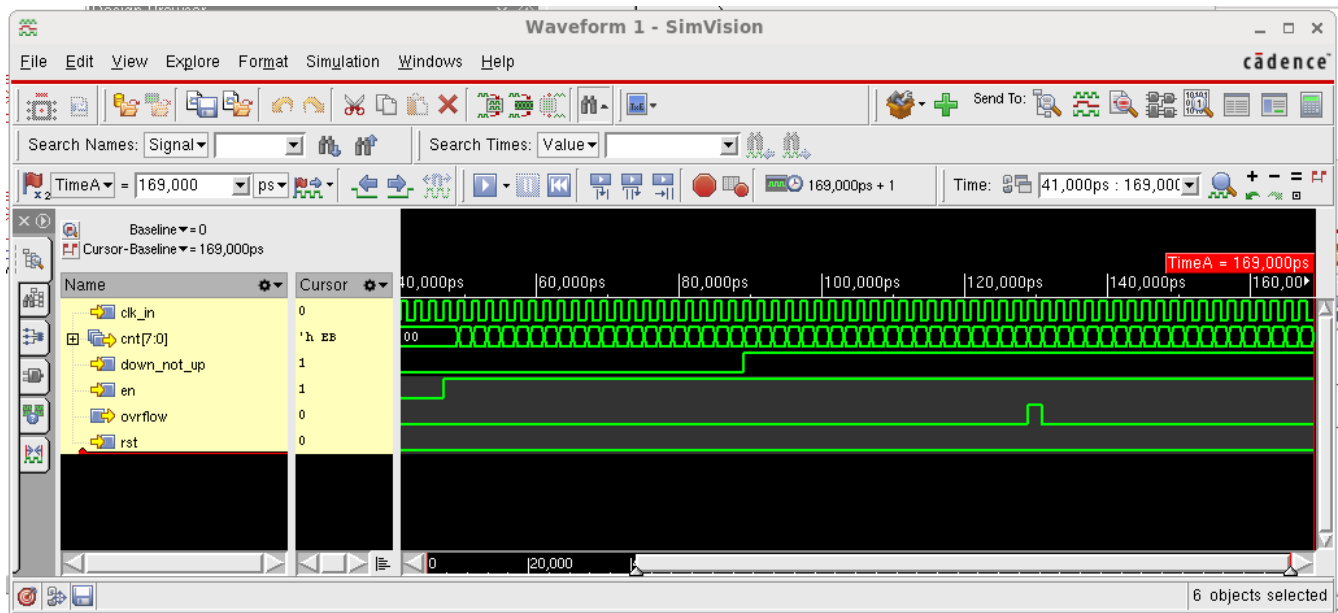 Waveform 1 - SimVision
File Edit View Explore Format Simulation Windows Help
cādence
Send To:
Search Names: Signal
Search Times: Value
x2 TimeA = 169,000 ps
169,000ps + 1
Time: 41,000ps : 169,00(
Baseline = 0
Cursor-Baseline = 169,000ps
TimeA = 169,000ps
Name Cursor
40,000ps 60,000ps 80,000ps 100,000ps 120,000ps 140,000ps 160,00
clk_in 0
cnt[7:0] 'h EB 00
down_not_up 1
en 1
ovrflow 0
rst 0
0 20,000
6 objects selected